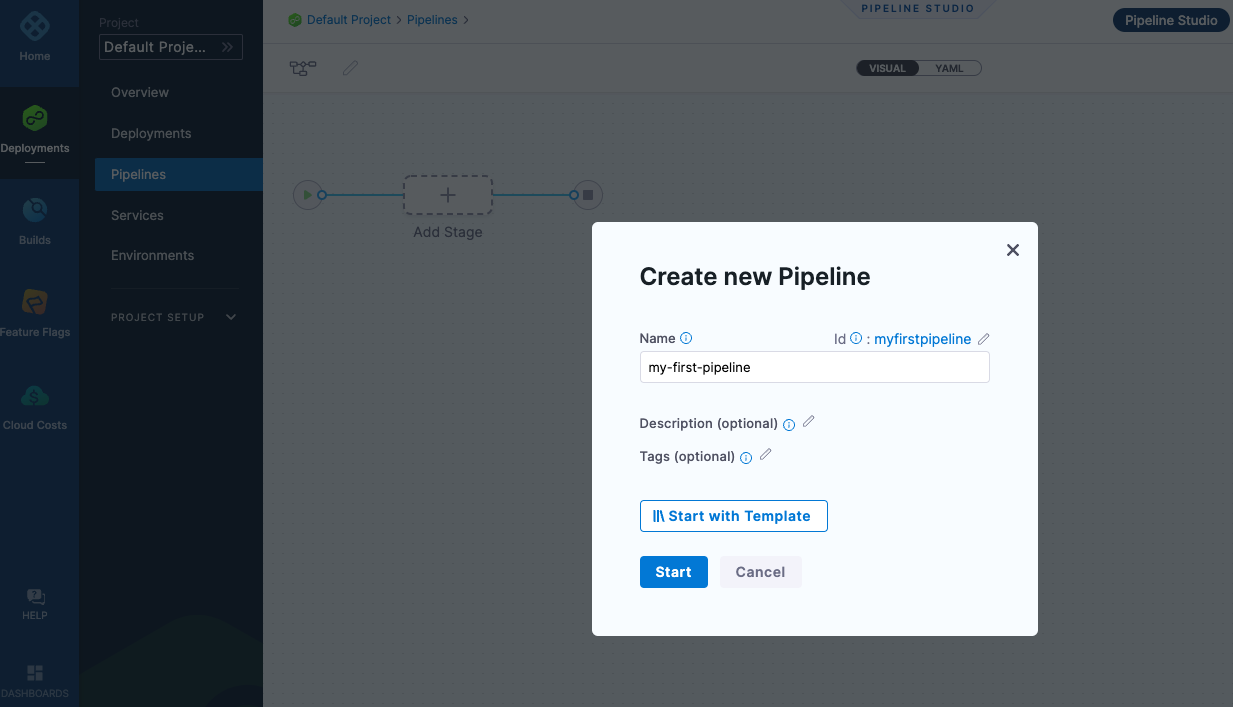 Home
Deployments
Builds
Feature Flags
Cloud Costs
HELP
DASHBOARDS
Project
Default Proje...
Overview
Deployments
Pipelines
Services
Environments
PROJECT SETUP
Default Project > Pipelines >
PIPELINE STUDIO
Pipeline Studio
VISUAL YAML
Add Stage
Create new Pipeline
Name Id : myfirstpipeline
my-first-pipeline
Description (optional)
Tags (optional)
Start with Template
Start Cancel